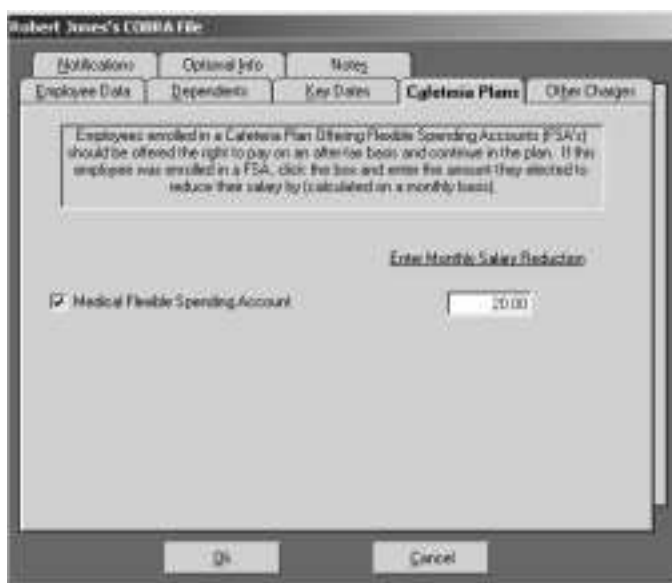 Robert Jones's COBRA File
Notifications Optional Info Notes
Employee Data Dependents Key Dates Cafeteria Plans Other Charges
Employees enrolled in a Cafeteria Plan Offering Flexible Spending Accounts (FSA's)
should be offered the right to pay on an after-tax basis and continue in the plan. If this
employee was enrolled in a FSA, click the box and enter the amount they elected to
reduce their salary by (calculated on a monthly basis).
Enter Monthly Salary Reduction
Medical Flexible Spending Account 20.00
Ok Cancel